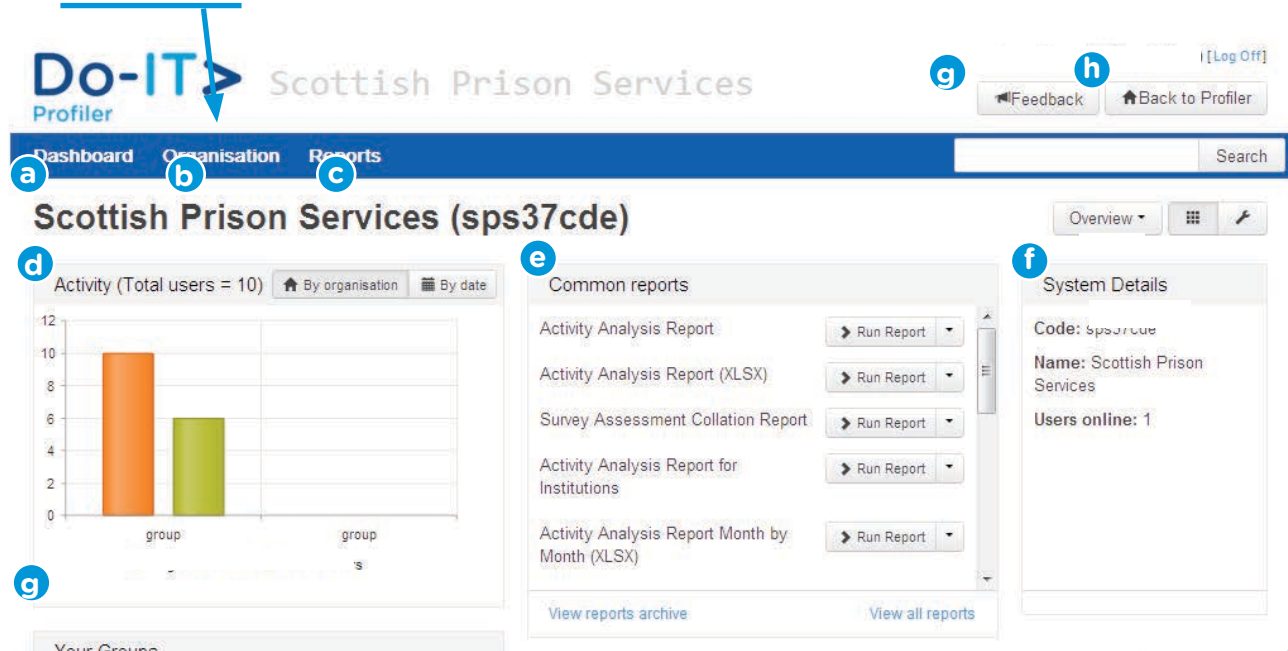 Do-IT
Profiler
Scottish Prison Services
[Log Off]
g
h
Feedback
Back to Profiler
Dashboard
Organisation
Reports
Search
a
b
c
Scottish Prison Services (sps37cde)
Overview
d
Activity (Total users = 10)
By organisation
By date
12
10
8
6
4
2
0
group
group
g
e
Common reports
Activity Analysis Report
Run Report
Activity Analysis Report (XLSX)
Run Report
Survey Assessment Collation Report
Run Report
Activity Analysis Report for
Institutions
Run Report
Activity Analysis Report Month by
Month (XLSX)
Run Report
View reports archive
View all reports
f
System Details
Code: sps37cde
Name: Scottish Prison
Services
Users online: 1
Your Groups